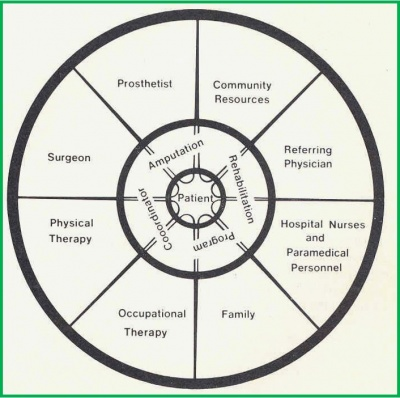 Prosthetist
Community
Resources
Surgeon
Amputation
Rehabilitation
Referring
Physician
Patient
Physical
Therapy
Cooordinator
Program
Hospital Nurses
and
Paramedical
Personnel
Occupational
Therapy
Family